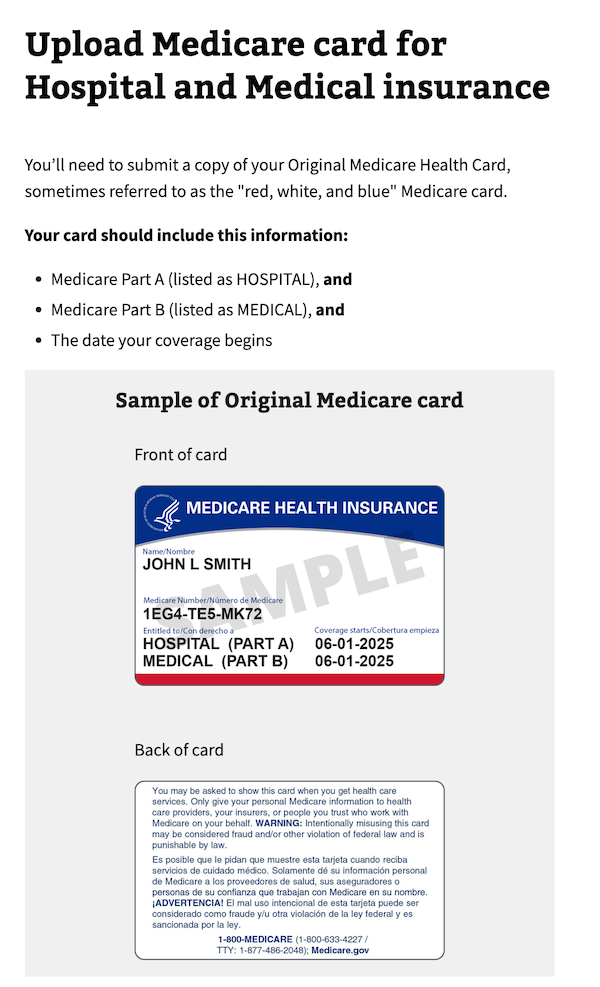 Upload Medicare card for
Hospital and Medical insurance
You’ll need to submit a copy of your Original Medicare Health Card,
sometimes referred to as the "red, white, and blue" Medicare card.
Your card should include this information:
• Medicare Part A (listed as HOSPITAL), and
• Medicare Part B (listed as MEDICAL), and
• The date your coverage begins
Sample of Original Medicare card
Front of card
MEDICARE HEALTH INSURANCE
SAMPLE
Name/Nombre
JOHN L SMITH
Medicare Number/Número de Medicare
1EG4-TE5-MK72
Entitled to/Con derecho a Coverage starts/Cobertura empieza
HOSPITAL (PART A) 06-01-2025
MEDICAL (PART B) 06-01-2025
Back of card
You may be asked to show this card when you get health care
services. Only give your personal Medicare information to health
care providers, your insurers, or people you trust who work with
Medicare on your behalf. WARNING: Intentionally misusing this card
may be considered fraud and/or other violation of federal law and is
punishable by law.
Es posible que le pidan que muestre esta tarjeta cuando reciba
servicios de cuidado médico. Solamente dé su información personal
de Medicare a los proveedores de salud, sus aseguradores o
personas de su confianza que trabajan con Medicare en su nombre.
¡ADVERTENCIA! El mal uso intencional de esta tarjeta puede ser
considerado como fraude y/u otra violación de la ley federal y es
sancionada por la ley.
1-800-MEDICARE (1-800-633-4227 /
TTY: 1-877-486-2048); Medicare.gov